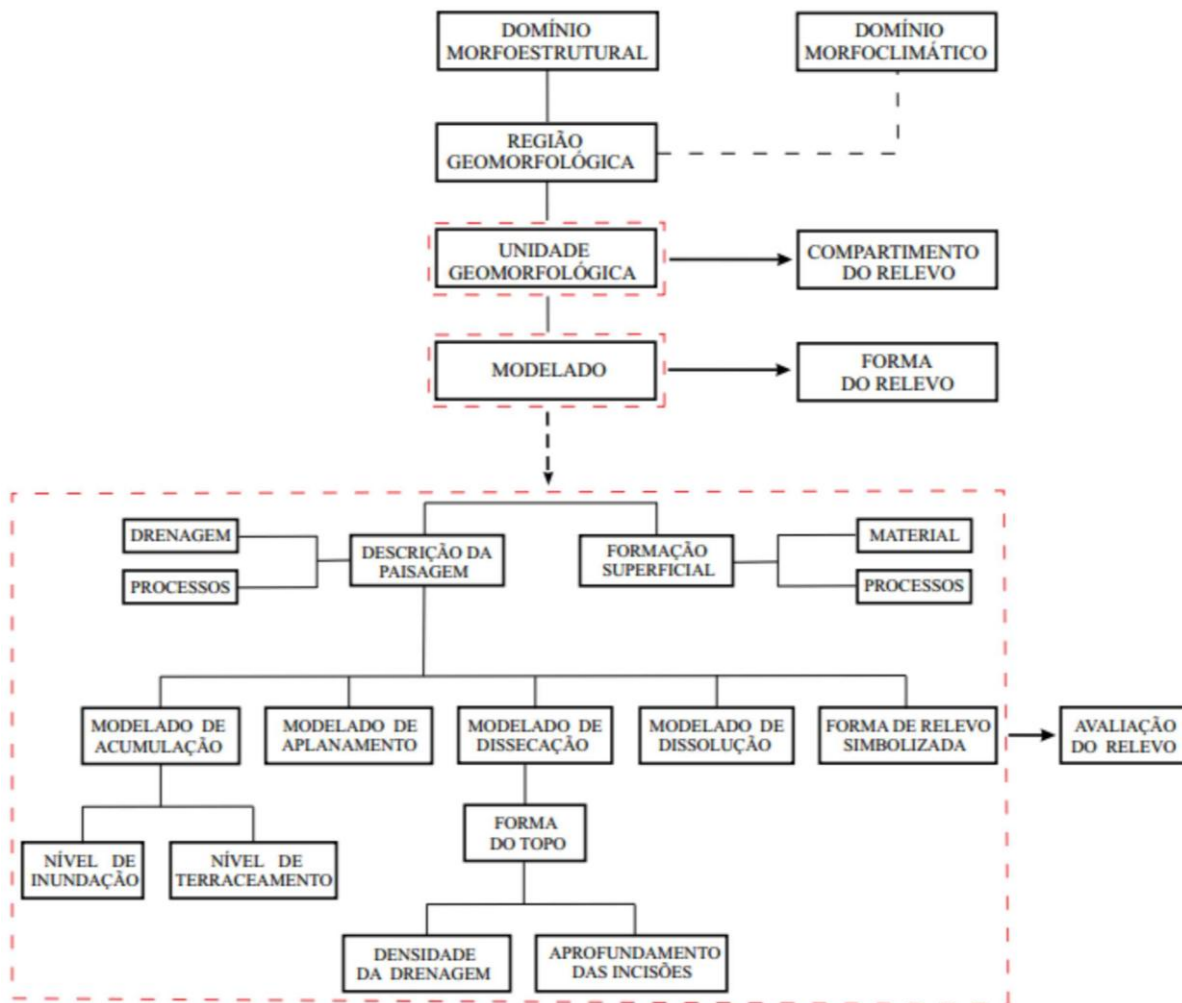 DOMÍNIO
MORFOESTRUTURAL
DOMÍNIO
MORFOCLIMÁTICO
REGIÃO
GEOMORFOLÓGICA
UNIDADE
GEOMORFOLÓGICA
COMPARTIMENTO
DO RELEVO
MODELADO
FORMA
DO RELEVO
DRENAGEM
PROCESSOS
DESCRIÇÃO DA
PAISAGEM
FORMAÇÃO
SUPERFICIAL
MATERIAL
PROCESSOS
MODELADO DE
ACUMULAÇÃO
MODELADO DE
APLANAMENTO
MODELADO DE
DISSECAÇÃO
MODELADO DE
DISSOLUÇÃO
FORMA DE RELEVO
SIMBOLIZADA
AVALIAÇÃO
DO RELEVO
NÍVEL DE
INUNDAÇÃO
NÍVEL DE
TERRACEAMENTO
FORMA
DO TOPO
DENSIDADE
DA DRENAGEM
APROFUNDAMENTO
DAS INCISÕES